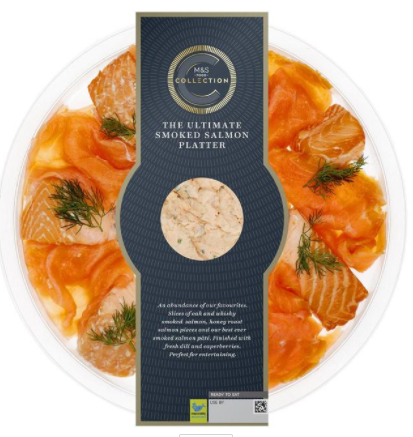 M&S
FOOD
COLLECTION
THE ULTIMATE
SMOKED SALMON
PLATTER
An abundance of our favourites.
Slices of oak and whisky
smoked salmon, honey roast
salmon pieces and our best ever
smoked salmon pâté. Finished with
fresh dill and caperberries.
Perfect for entertaining.
READY TO EAT
USE BY